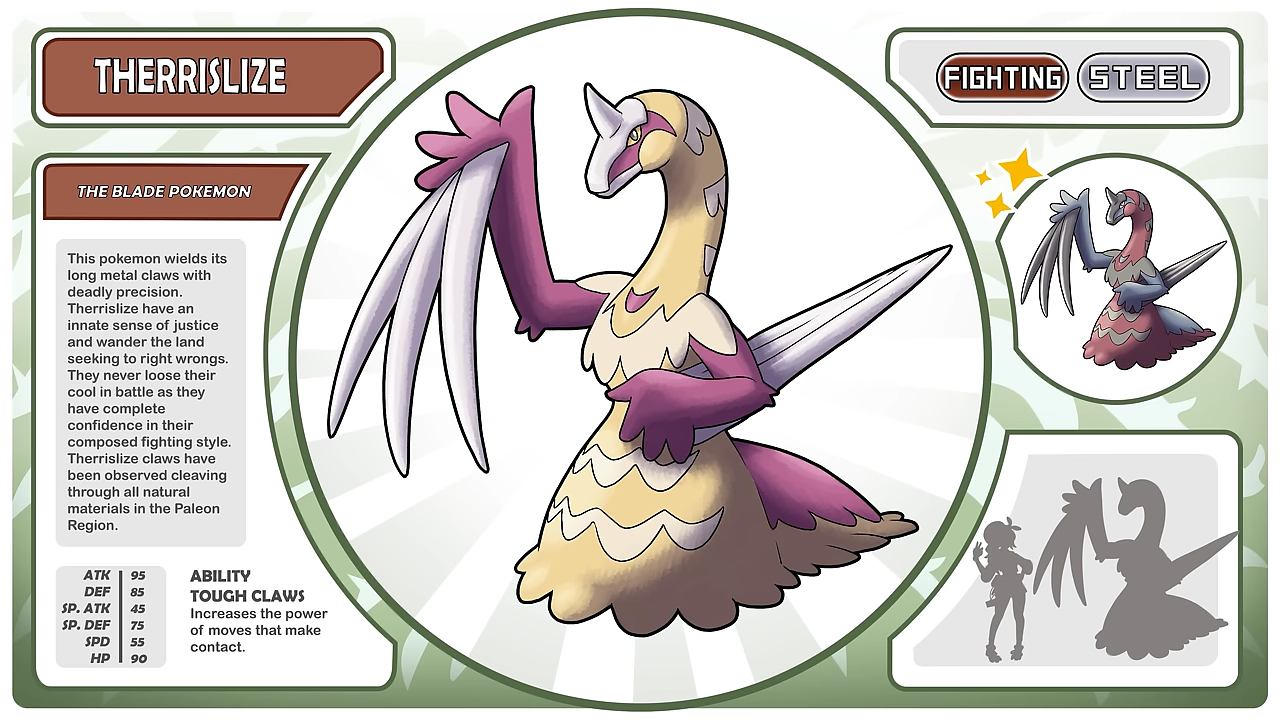 THERRISLIZE
FIGHTING STEEL
THE BLADE POKEMON
This pokemon wields its
long metal claws with
deadly precision.
Therrislize have an
innate sense of justice
and wander the land
seeking to right wrongs.
They never loose their
cool in battle as they
have complete
confidence in their
composed fighting style.
Therrislize claws have
been observed cleaving
through all natural
materials in the Paleon
Region.
ATK 95
DEF 85
SP. ATK 45
SP. DEF 75
SPD 55
HP 90
ABILITY
TOUGH CLAWS
Increases the power
of moves that make
contact.